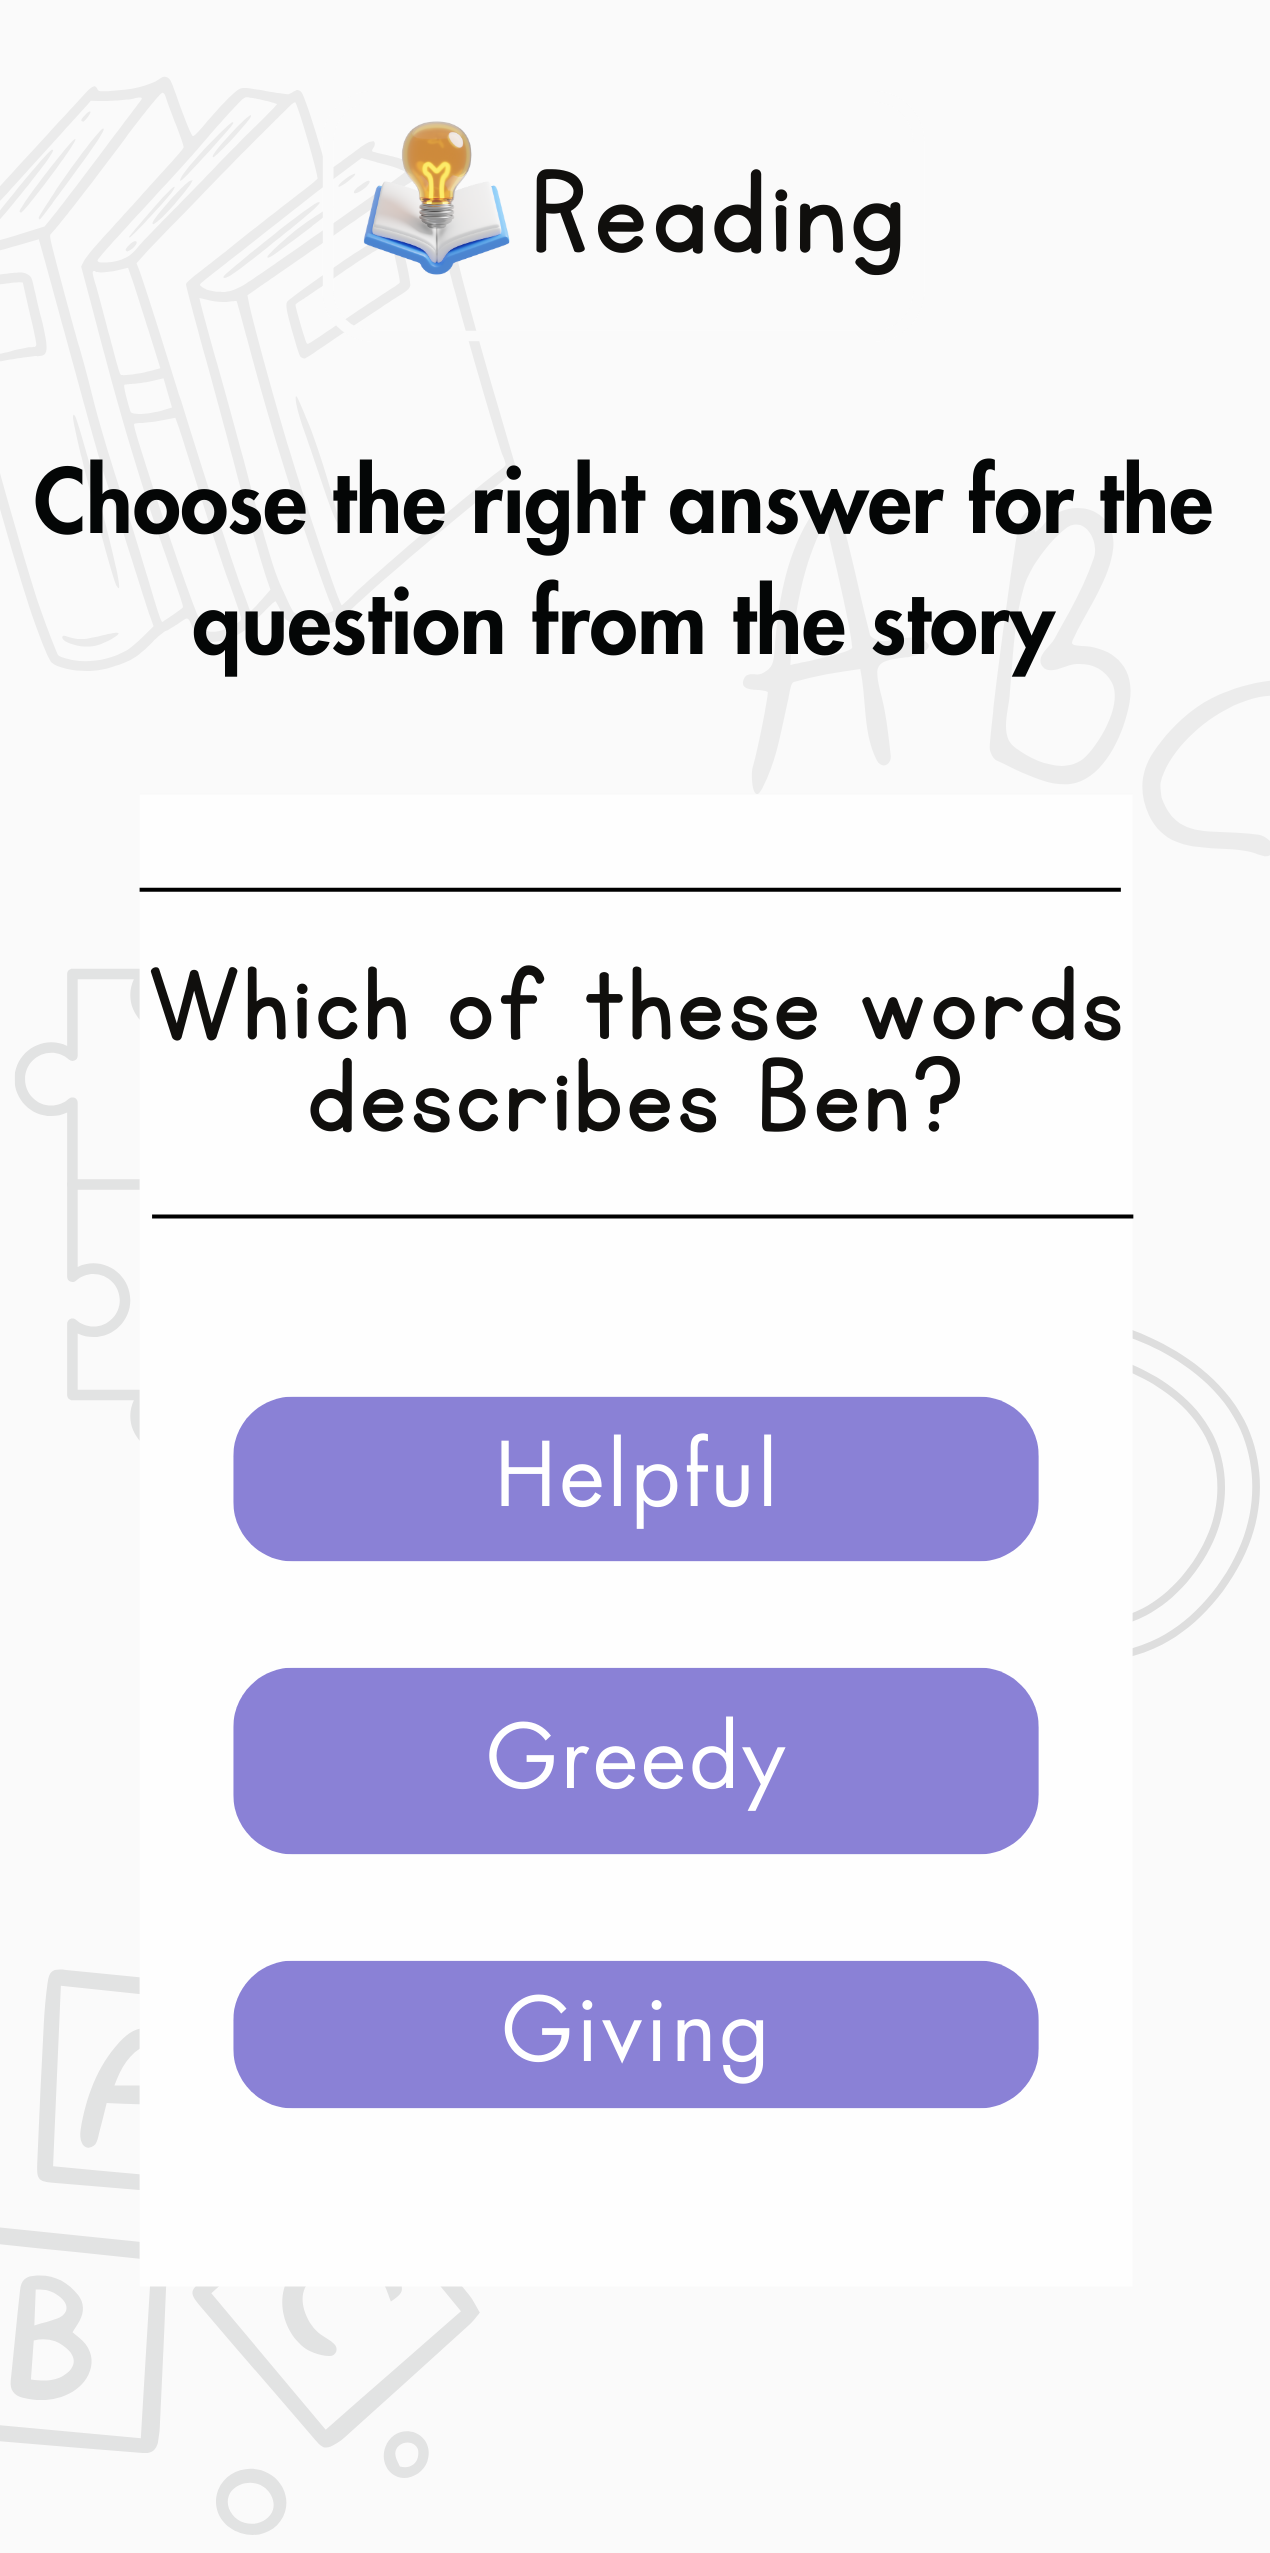 Reading
Choose the right answer for the
question from the story
A B
Which of these words
describes Ben?
Helpful
Greedy
Giving
A
B
C